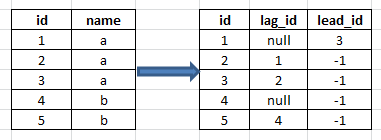 id name
1 a
2 a
3 a
4 b
5 b
id lag_id lead_id
1 null 3
2 1 -1
3 2 -1
4 null -1
5 4 -1